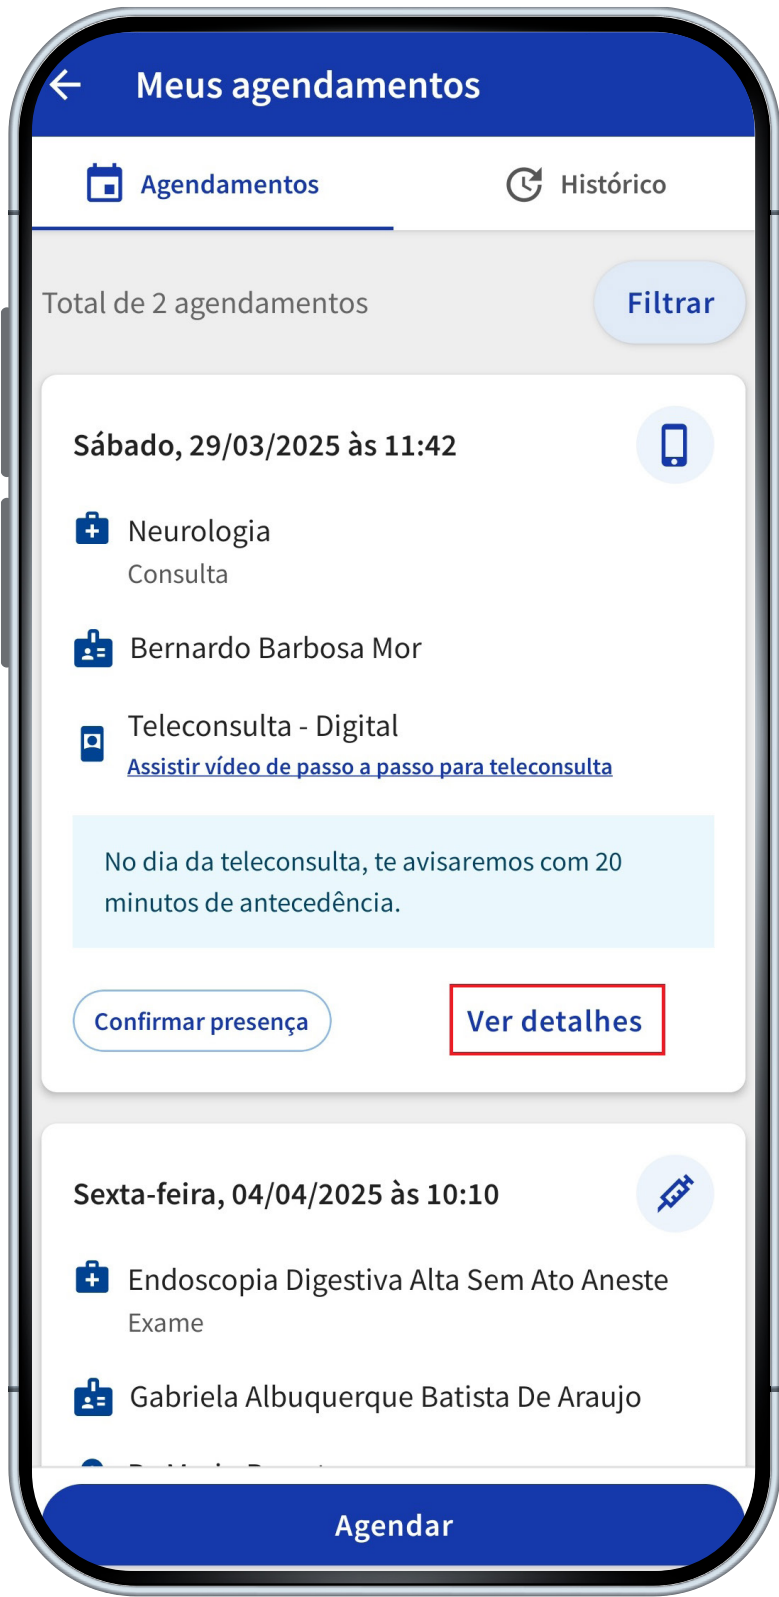 Meus agendamentos
Agendamentos
Histórico
Total de 2 agendamentos
Filtrar
Sábado, 29/03/2025 às 11:42
Neurologia
Consulta
Bernardo Barbosa Mor
Teleconsulta - Digital
Assistir vídeo de passo a passo para teleconsulta
No dia da teleconsulta, te avisaremos com 20
minutos de antecedência.
Confirmar presença
Ver detalhes
Sexta-feira, 04/04/2025 às 10:10
Endoscopia Digestiva Alta Sem Ato Aneste
Exame
Gabriela Albuquerque Batista De Araujo
Agendar